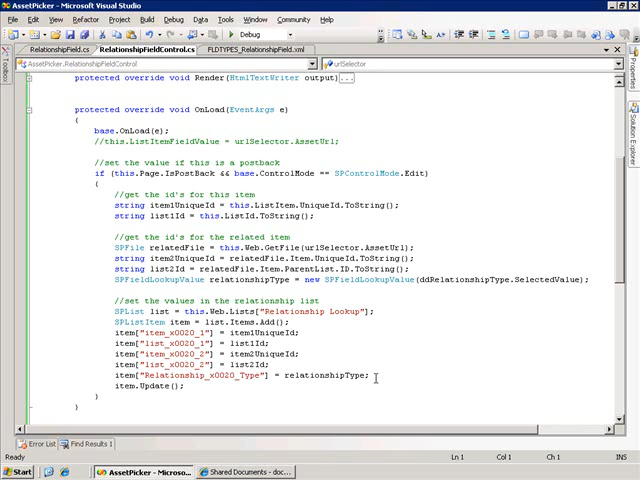 AssetPicker - Microsoft Visual Studio
File Edit View Refactor Project Build Debug Data Tools Window Community Help
Debug
RelationshipField.cs RelationshipFieldControl.cs FLDTYPES_RelationshipField.xml
AssetPicker.RelationshipFieldControl urlSelector
Toolbox
Properties
Solution Explorer
protected override void Render(HtmlTextWriter output)...
protected override void OnLoad(EventArgs e)
{
base.OnLoad(e);
//this.ListItemFieldValue = urlSelector.AssetUrl;
//set the value if this is a postback
if (this.Page.IsPostBack && base.ControlMode == SPControlMode.Edit)
{
//get the id's for this item
string item1UniqueId = this.ListItem.UniqueId.ToString();
string list1Id = this.ListId.ToString();
//get the id's for the related item
SPFile relatedFile = this.Web.GetFile(urlSelector.AssetUrl);
string item2UniqueId = relatedFile.Item.UniqueId.ToString();
string list2Id = relatedFile.Item.ParentList.ID.ToString();
SPFieldLookupValue relationshipType = new SPFieldLookupValue(ddRelationshipType.SelectedValue);
//set the values in the relationship list
SPList list = this.Web.Lists["Relationship Lookup"];
SPListItem item = list.Items.Add();
item["item_x0020_1"] = item1UniqueId;
item["list_x0020_1"] = list1Id;
item["item_x0020_2"] = item2UniqueId;
item["list_x0020_2"] = list2Id;
item["Relationship_x0020_Type"] = relationshipType;
item.Update();
}
}
Error List Find Results 1
Ready Ln 1 Col 1 Ch 1 INS
Start AssetPicker - Microso... Shared Documents - doc...